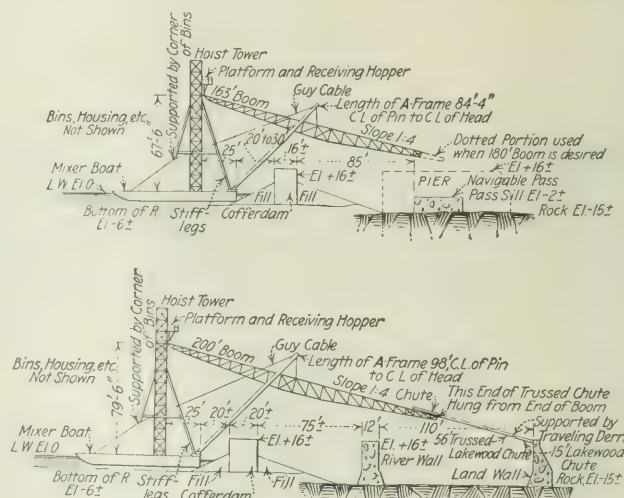 Hoist Tower
Supported by Corner
of Bins
Platform and Receiving Hopper
163' Boom
Guy Cable
Length of A-Frame 84'-4"
C.L. of Pin to C.L. of Head
Bins, Housing, etc.
Not Shown
67'-6"
25'
20' to 30'
16'±
Slope 1:4
85'
Dotted Portion used
when 180' Boom is desired
El.+16±
Mixer Boat
LW El.0
El.+16±
PIER
Navigable Pass
Pass Sill El.-2±
Rock El.-15±
Bottom of R.
El.-6±
Stiff-
legs
Fill
Cofferdam
Fill
Hoist Tower
Supported by Corner
of Bins
Platform and Receiving Hopper
200' Boom
Guy Cable
Length of A-Frame 98', C.L. of Pin
to C.L. of Head
Bins, Housing, etc.
Not Shown
79'-6"
Slope 1:4
Chute
This End of Trussed Chute
Hung from End of Boom
25'
20'±
20'±
75'±
12'
110'
Supported by
Traveling Derr
Mixer Boat
LW El.0
El.+16±
El.+16±
River Wall
56' Trussed
Lakewood Chute
15' Lakewood
Chute
Land Wall
Rock, El.-15±
Bottom of R.
El.-6±
Stiff-
legs
Fill
Cofferdam
Fill